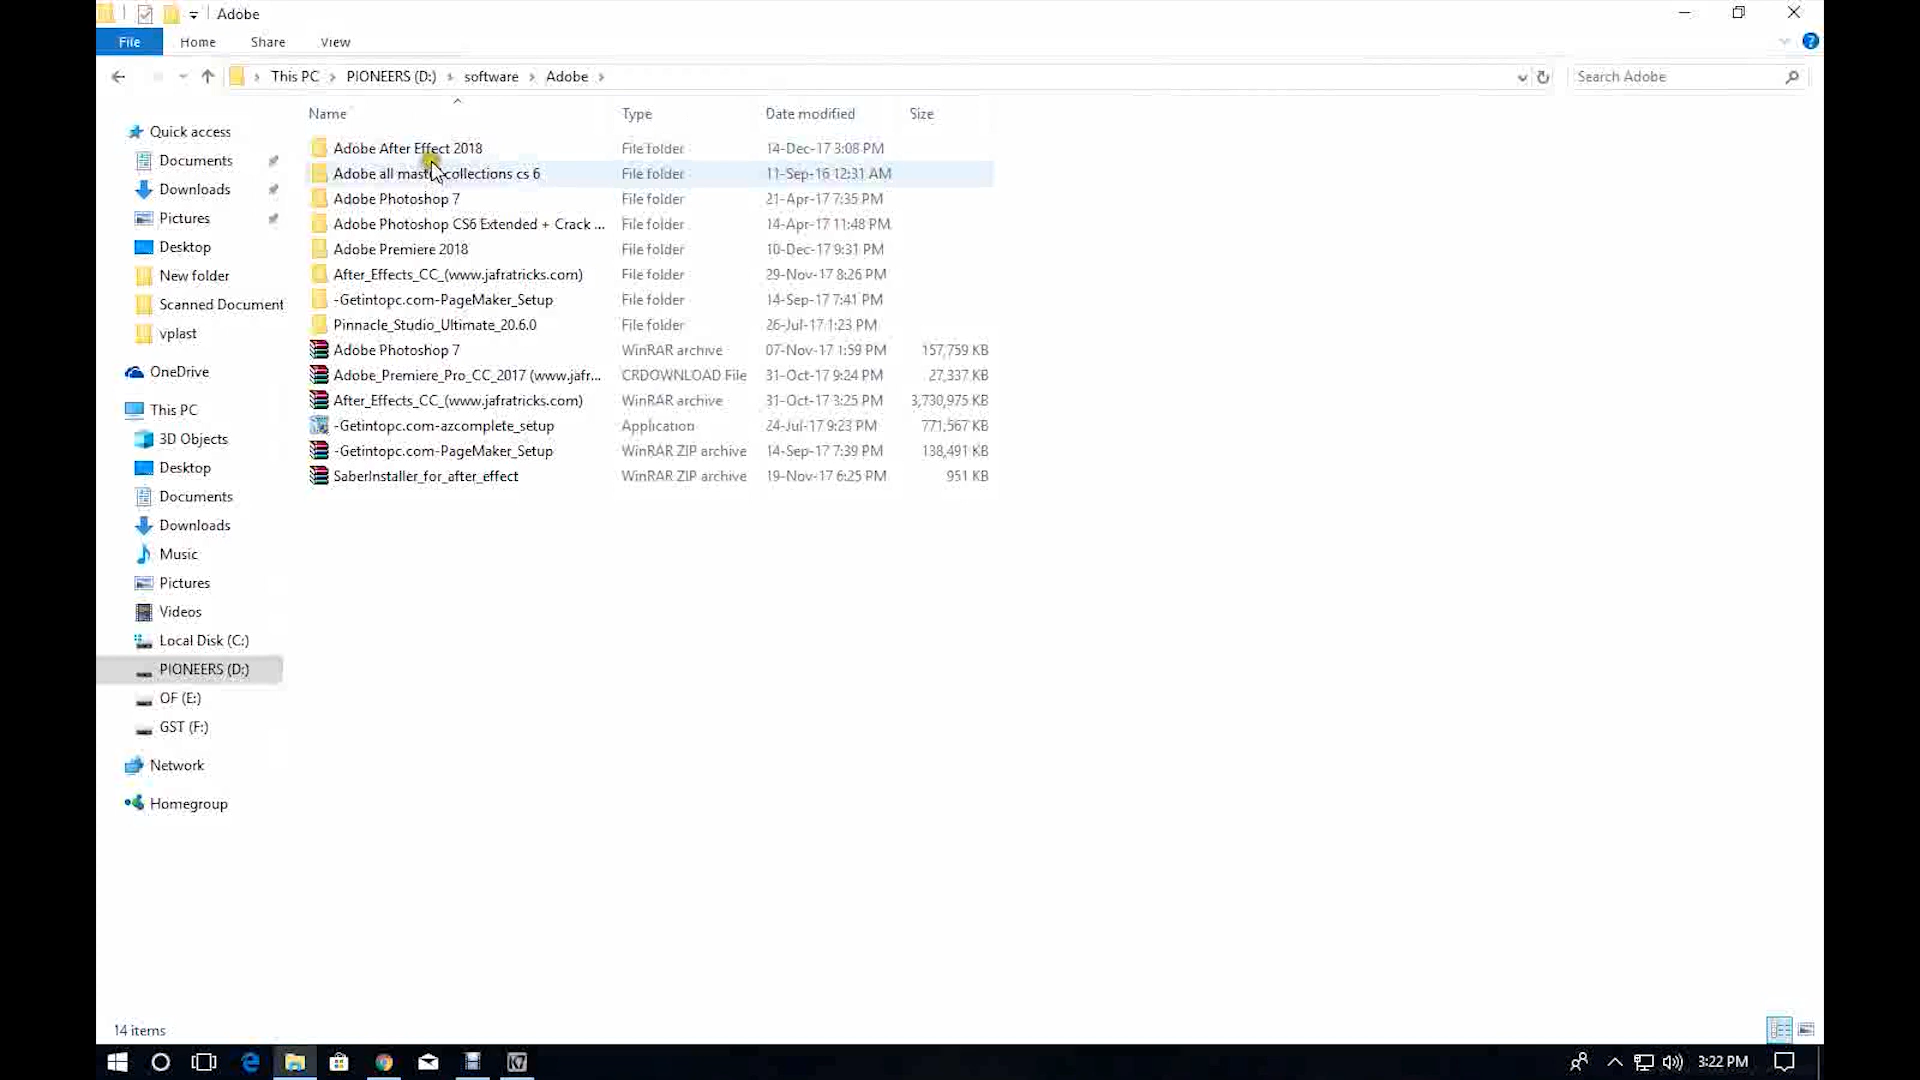 Adobe
File Home Share View
This PC PIONEERS (D:) software Adobe
Search Adobe
Name Type Date modified Size
Quick access
Documents
Downloads
Pictures
Desktop
New folder
Scanned Document
vplast
OneDrive
This PC
3D Objects
Desktop
Documents
Downloads
Music
Pictures
Videos
Local Disk (C:)
PIONEERS (D:)
OF (E:)
GST (F:)
Network
Homegroup
Adobe After Effect 2018 File folder 14-Dec-17 3:08 PM
Adobe all collections cs 6 File folder 11-Sep-16 12:31 AM
Adobe Photoshop 7 File folder 21-Apr-17 7:35 PM
Adobe Photoshop CS6 Extended + Crack ... File folder 14-Apr-17 11:48 PM
Adobe Premiere 2018 File folder 10-Dec-17 9:31 PM
After_Effects_CC_(www.jafratricks.com) File folder 29-Nov-17 8:26 PM
-Getintopc.com-PageMaker_Setup File folder 14-Sep-17 7:41 PM
Pinnacle_Studio_Ultimate_20.6.0 File folder 26-Jul-17 1:23 PM
Adobe Photoshop 7 WinRAR archive 07-Nov-17 1:59 PM 157,759 KB
Adobe_Premiere_Pro_CC_2017 (www.jafr... CRDOWNLOAD File 31-Oct-17 9:24 PM 27,337 KB
After_Effects_CC_(www.jafratricks.com) WinRAR archive 31-Oct-17 3:25 PM 3,730,975 KB
-Getintopc.com-azcomplete_setup Application 24-Jul-17 9:23 PM 771,567 KB
-Getintopc.com-PageMaker_Setup WinRAR ZIP archive 14-Sep-17 7:39 PM 138,491 KB
SaberInstaller_for_after_effect WinRAR ZIP archive 19-Nov-17 6:25 PM 951 KB
14 items
K7
3:22 PM